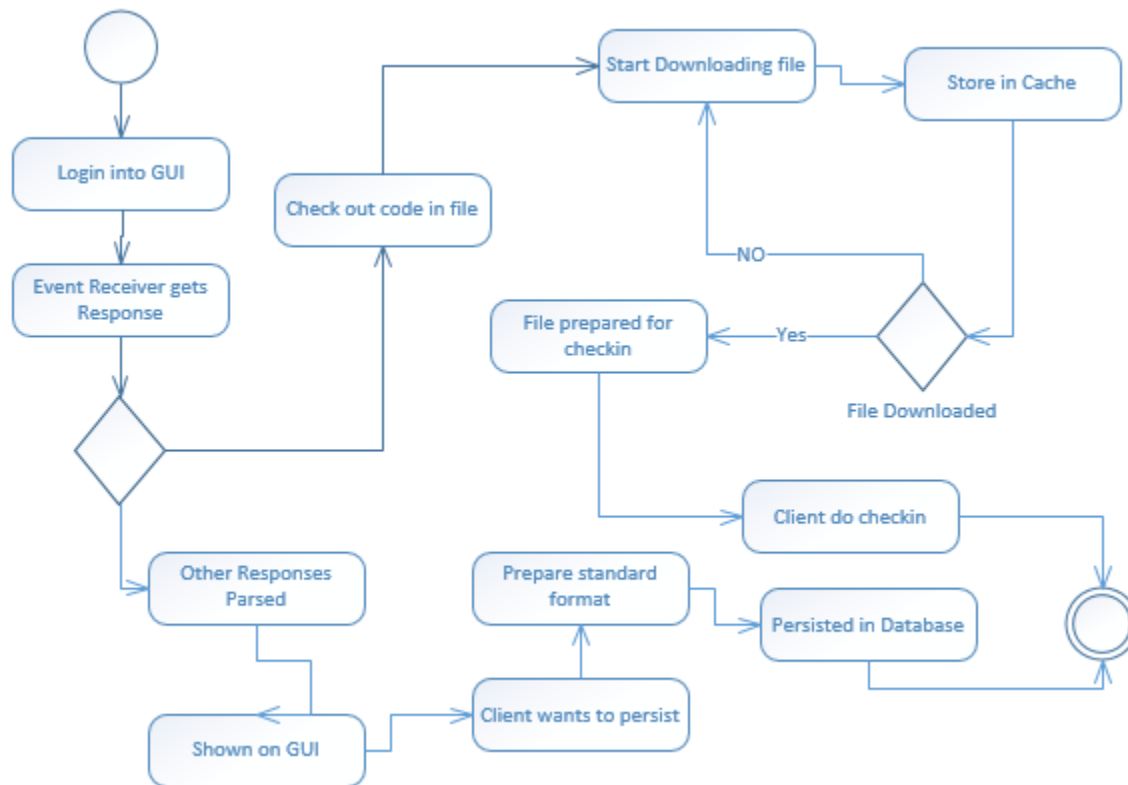 Start Downloading file
Store in Cache
Login into GUI
Check out code in file
NO
Event Receiver gets
Response
File prepared for
checkin
Yes
File Downloaded
Client do checkin
Other Responses
Parsed
Prepare standard
format
Persisted in Database
Client wants to persist
Shown on GUI